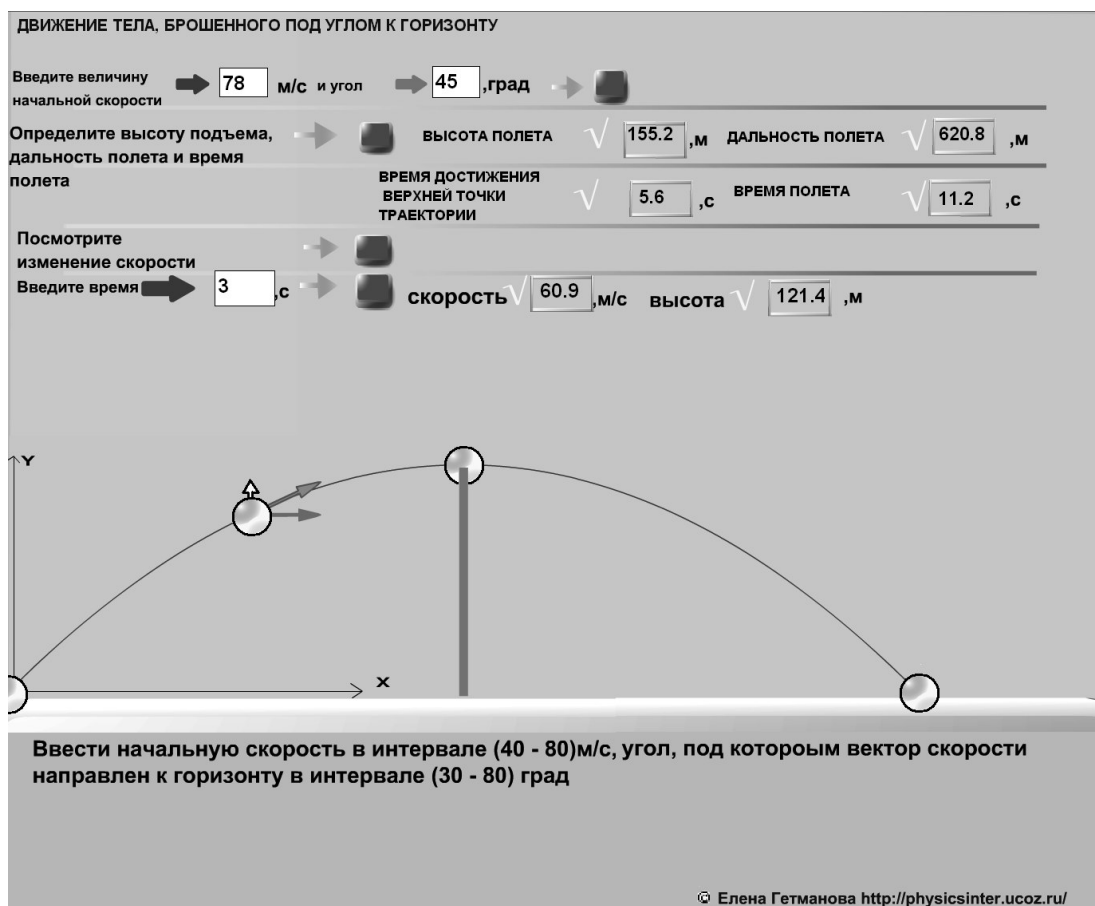 ДВИЖЕНИЕ ТЕЛА, БРОШЕННОГО ПОД УГЛОМ К ГОРИЗОНТУ
Введите величину
начальной скорости
78 м/с и угол 45 ,град
Определите высоту подъема,
дальность полета и время
полета
ВЫСОТА ПОЛЕТА √ 155.2 ,м ДАЛЬНОСТЬ ПОЛЕТА √ 620.8 ,м
ВРЕМЯ ДОСТИЖЕНИЯ
ВЕРХНЕЙ ТОЧКИ
ТРАЕКТОРИИ
√ 5.6 ,с ВРЕМЯ ПОЛЕТА √ 11.2 ,с
Посмотрите
изменение скорости
Введите время 3 ,с скорость √ 60.9 ,м/с высота √ 121.4 ,м
Y
X
Ввести начальную скорость в интервале (40 - 80)м/с, угол, под котороым вектор скорости
направлен к горизонту в интервале (30 - 80) град
© Елена Гетманова http://physicsinter.ucoz.ru/